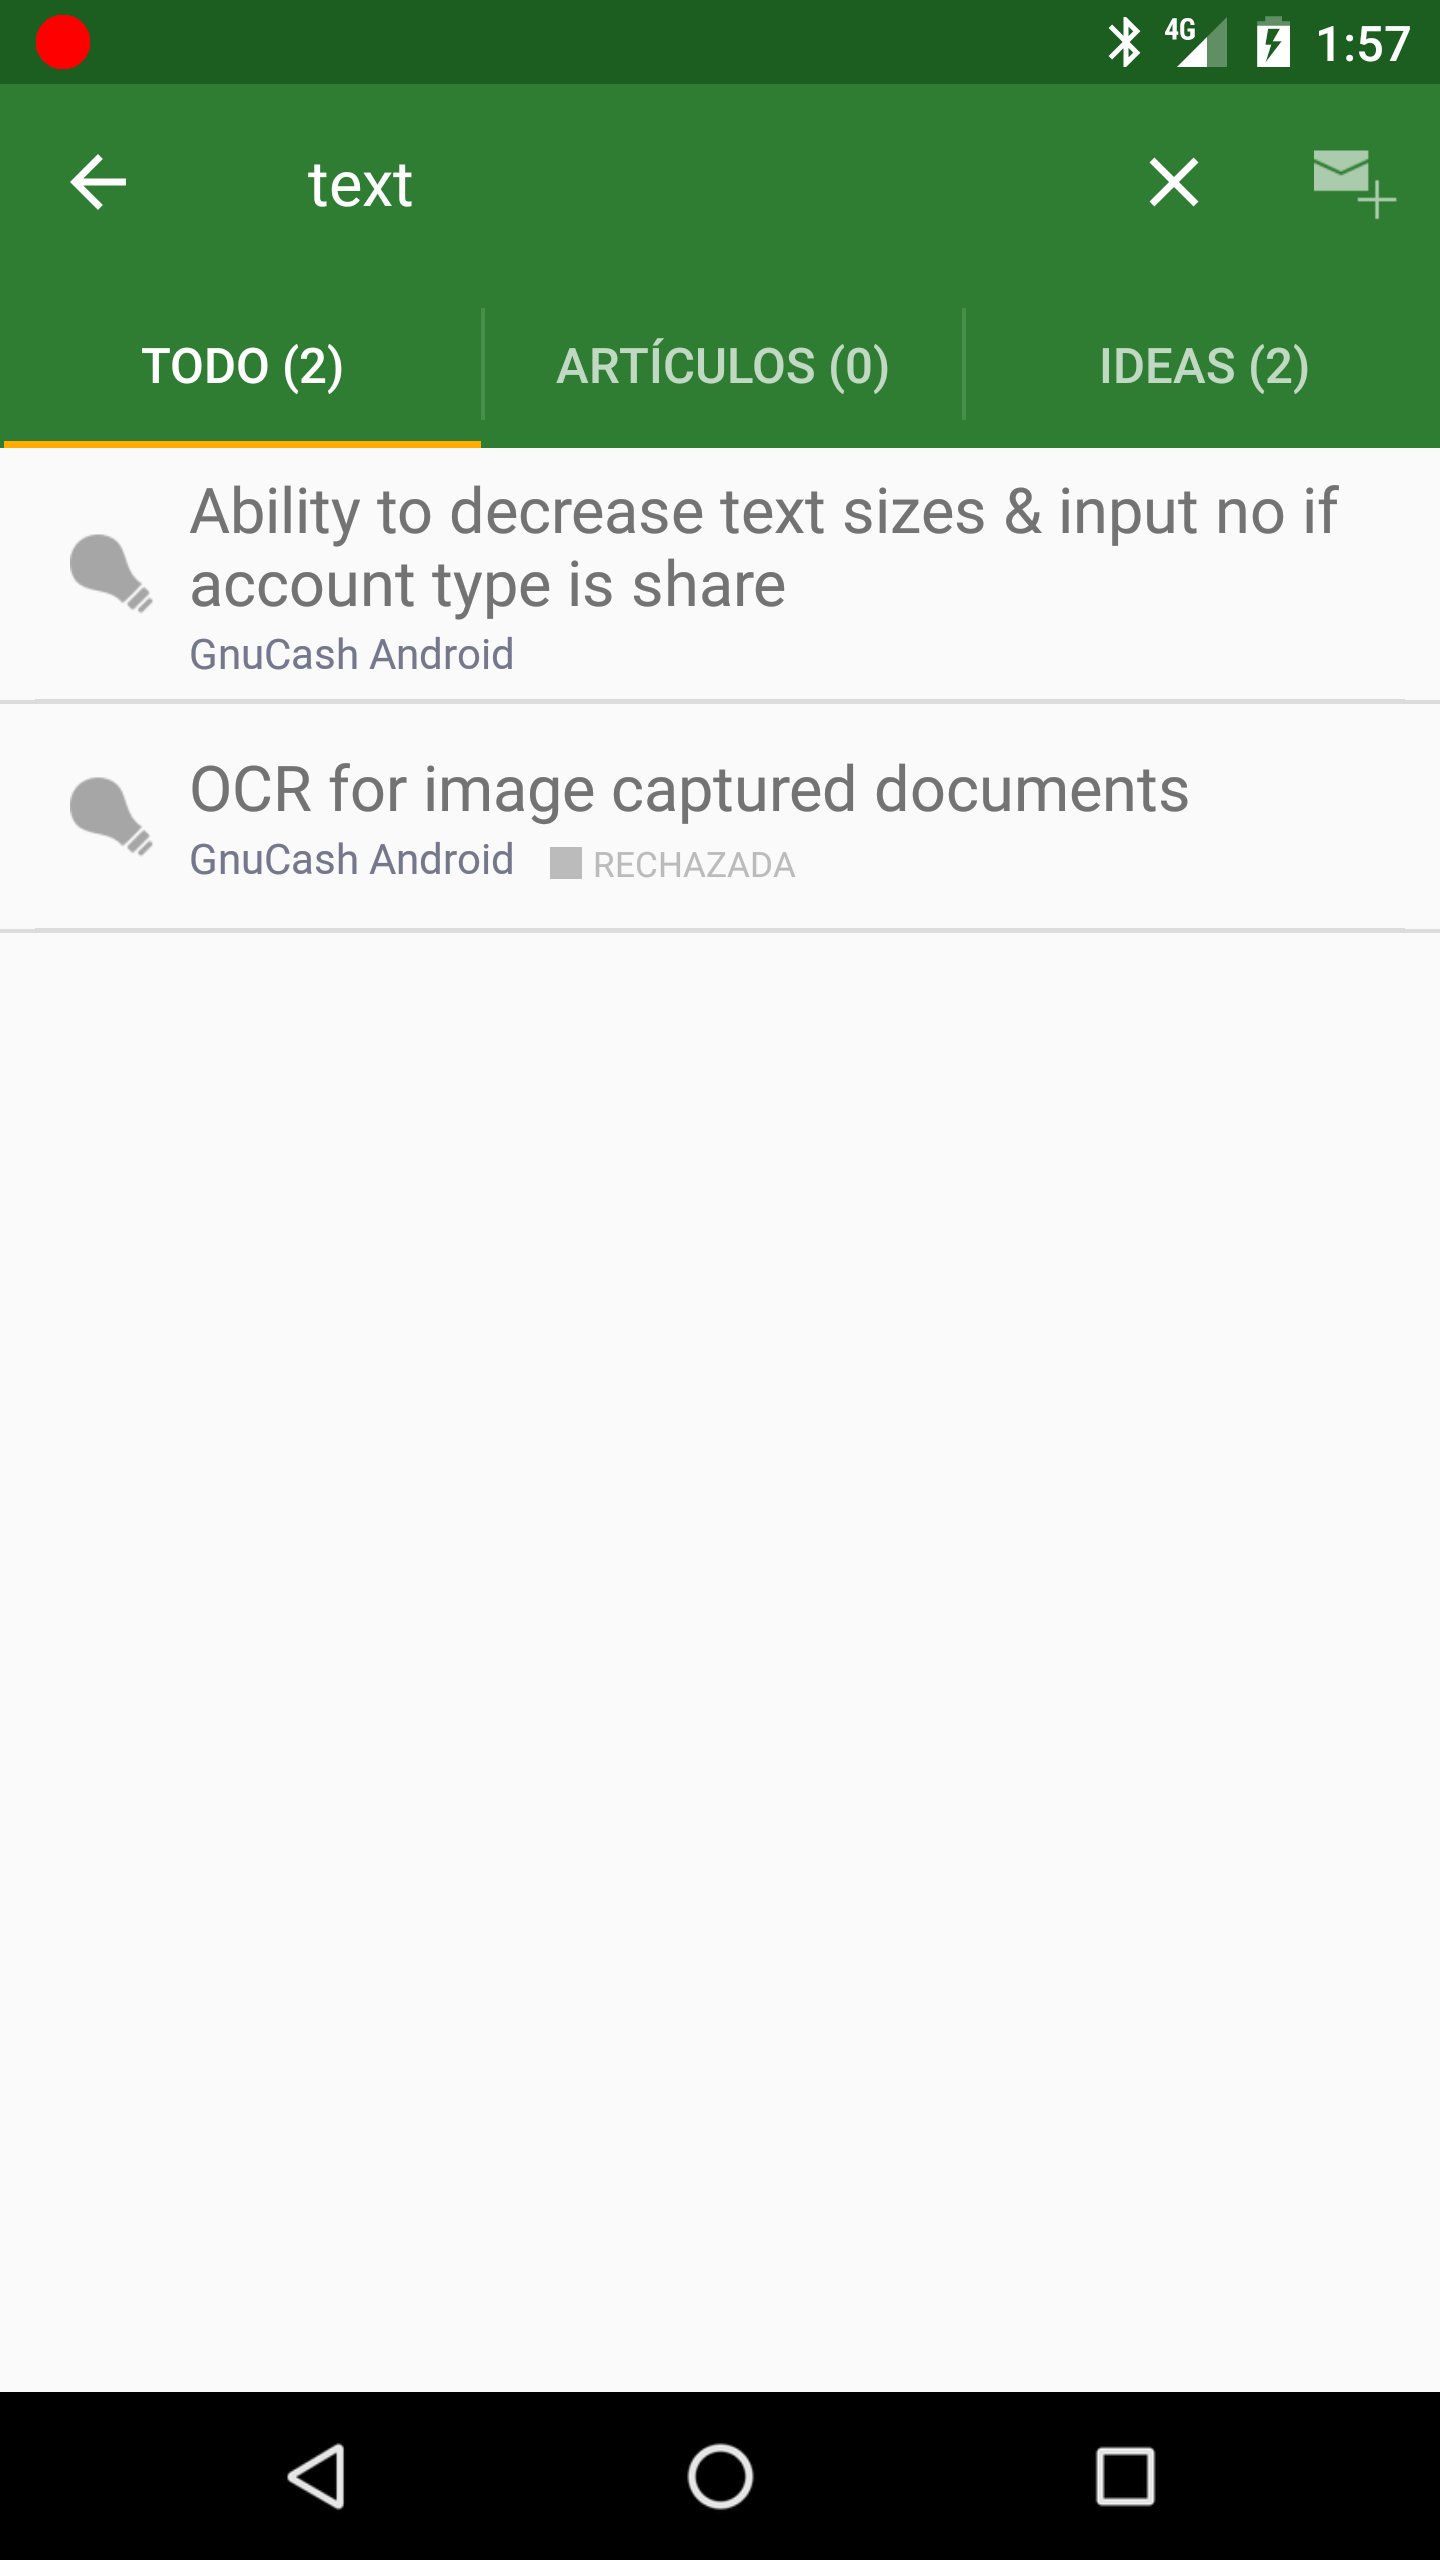 4G 1:57
text
TODO (2) ARTÍCULOS (0) IDEAS (2)
Ability to decrease text sizes & input no if
account type is share
GnuCash Android
OCR for image captured documents
GnuCash Android RECHAZADA